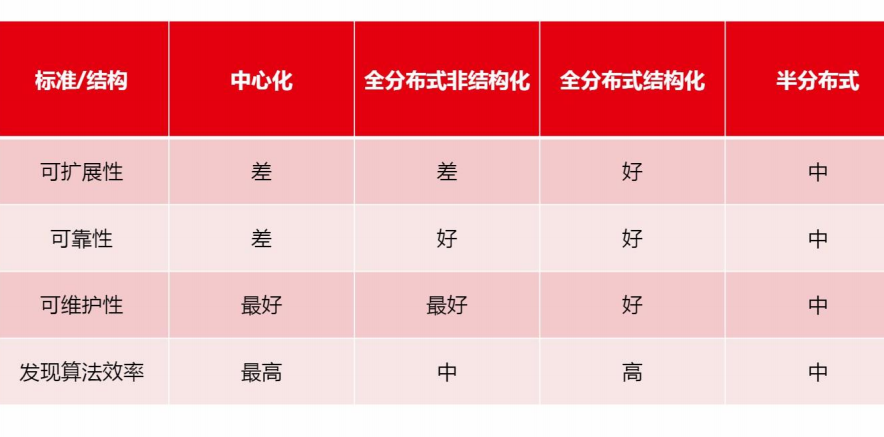 标准/结构 中心化 全分布式非结构化 全分布式结构化 半分布式
可扩展性 差 差 好 中
可靠性 差 好 好 中
可维护性 最好 最好 好 中
发现算法效率 最高 中 高 中